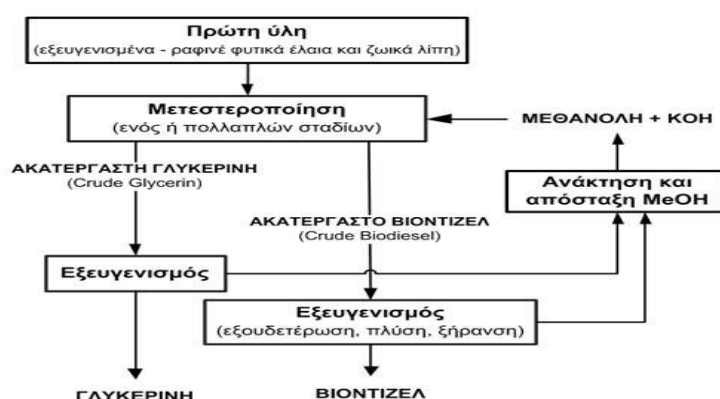 Πρώτη ύλη
(εξευγενισμένα - ραφινέ φυτικά έλαια και ζωικά λίπη)
Μετεστεροποίηση
(ενός ή πολλαπλών σταδίων)
ΜΕΘΑΝΟΛΗ + KOH
ΑΚΑΤΕΡΓΑΣΤΗ ΓΛΥΚΕΡΙΝΗ
(Crude Glycerin)
Ανάκτηση και
απόσταξη MeOH
ΑΚΑΤΕΡΓΑΣΤΟ ΒΙΟΝΤΙΖΕΛ
(Crude Biodiesel)
Εξευγενισμός
Εξευγενισμός
(εξουδετέρωση, πλύση, ξήρανση)
ΓΛΥΚΕΡΙΝΗ
ΒΙΟΝΤΙΖΕΛ